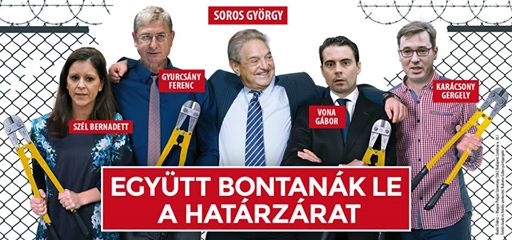 SOROS GYÖRGY
GYURCSÁNY
FERENC
KARÁCSONY
GERGELY
SZÉL BERNADETT
VONA
GÁBOR
EGYÜTT BONTANÁK LE
A HATÁRZÁRAT